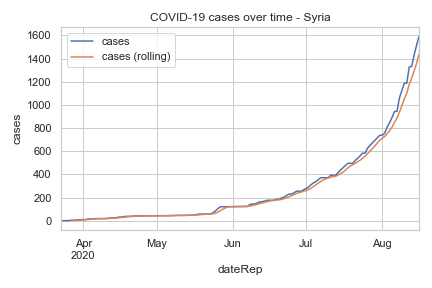 COVID-19 cases over time - Syria
cases
cases (rolling)
1600
1400
1200
1000
800
600
400
200
0
cases
Apr May Jun Jul Aug
2020
dateRep